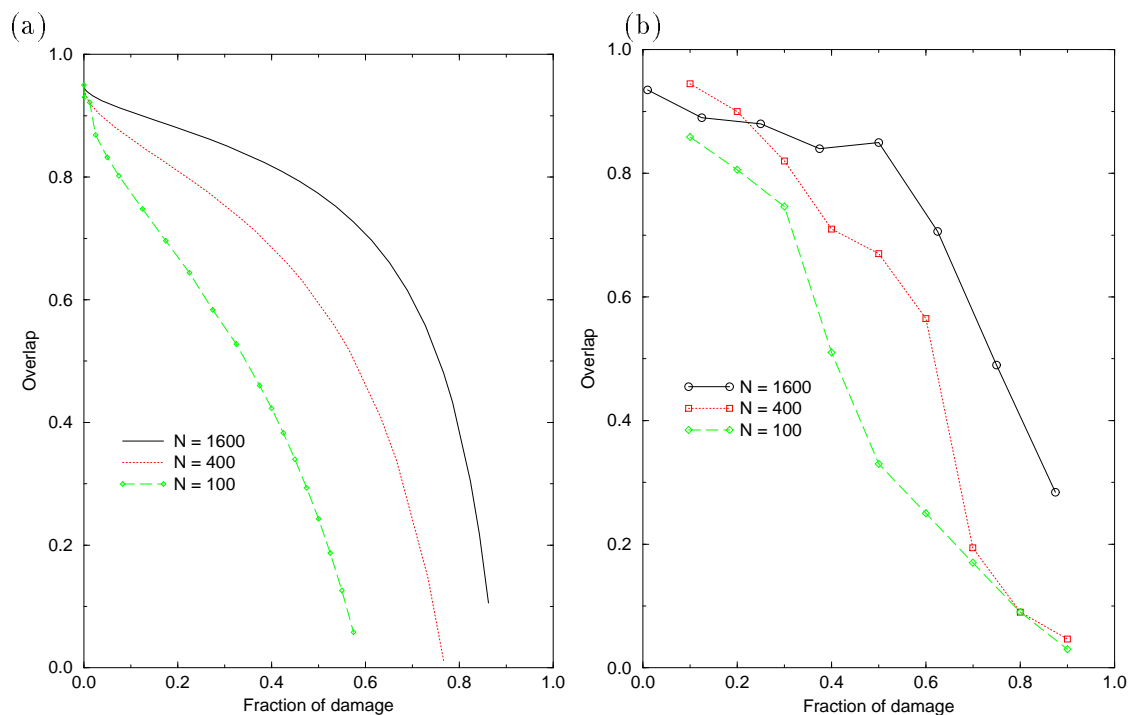 (a)
1.0
0.8
0.6
0.4
0.2
0.0
Overlap
0.0 0.2 0.4 0.6 0.8 1.0
Fraction of damage
N = 1600
N = 400
N = 100
(b)
1.0
0.8
0.6
0.4
0.2
0.0
Overlap
0.0 0.2 0.4 0.6 0.8 1.0
Fraction of damage
N = 1600
N = 400
N = 100